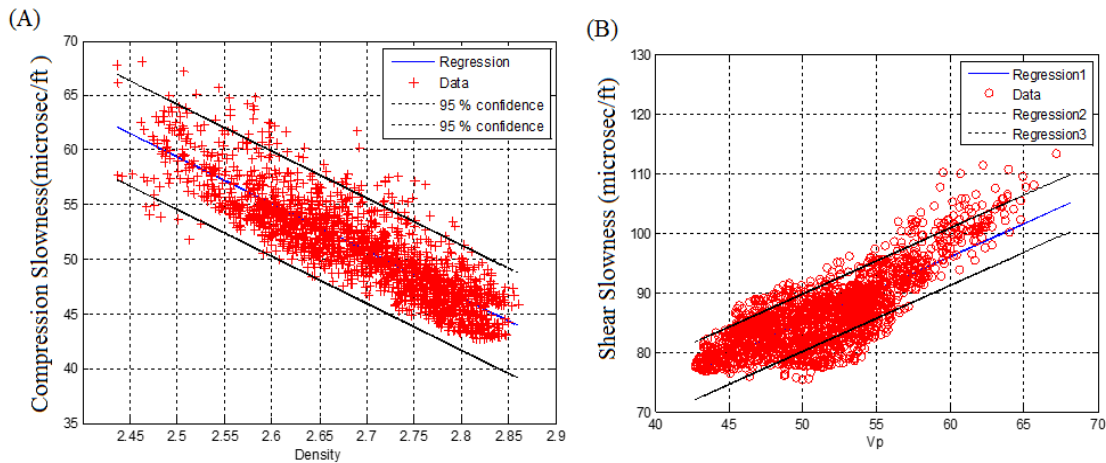 (A)
Compression Slowness(microsec/ft)
70
65
60
55
50
45
40
35
2.45
2.5
2.55
2.6
2.65
2.7
2.75
2.8
2.85
2.9
Density
Regression
Data
95 % confidence
95 % confidence
(B)
Shear Slowness (microsec/ft)
130
120
110
100
90
80
70
40
45
50
55
60
65
70
Vp
Regression1
Data
Regression2
Regression3